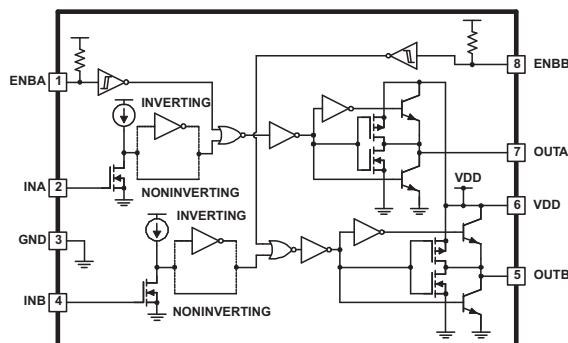 ENBA 1
INVERTING
8 ENBB
INA 2
NONINVERTING
7 OUTA
INVERTING
VDD
6 VDD
GND 3
5 OUTB
INB 4
NONINVERTING